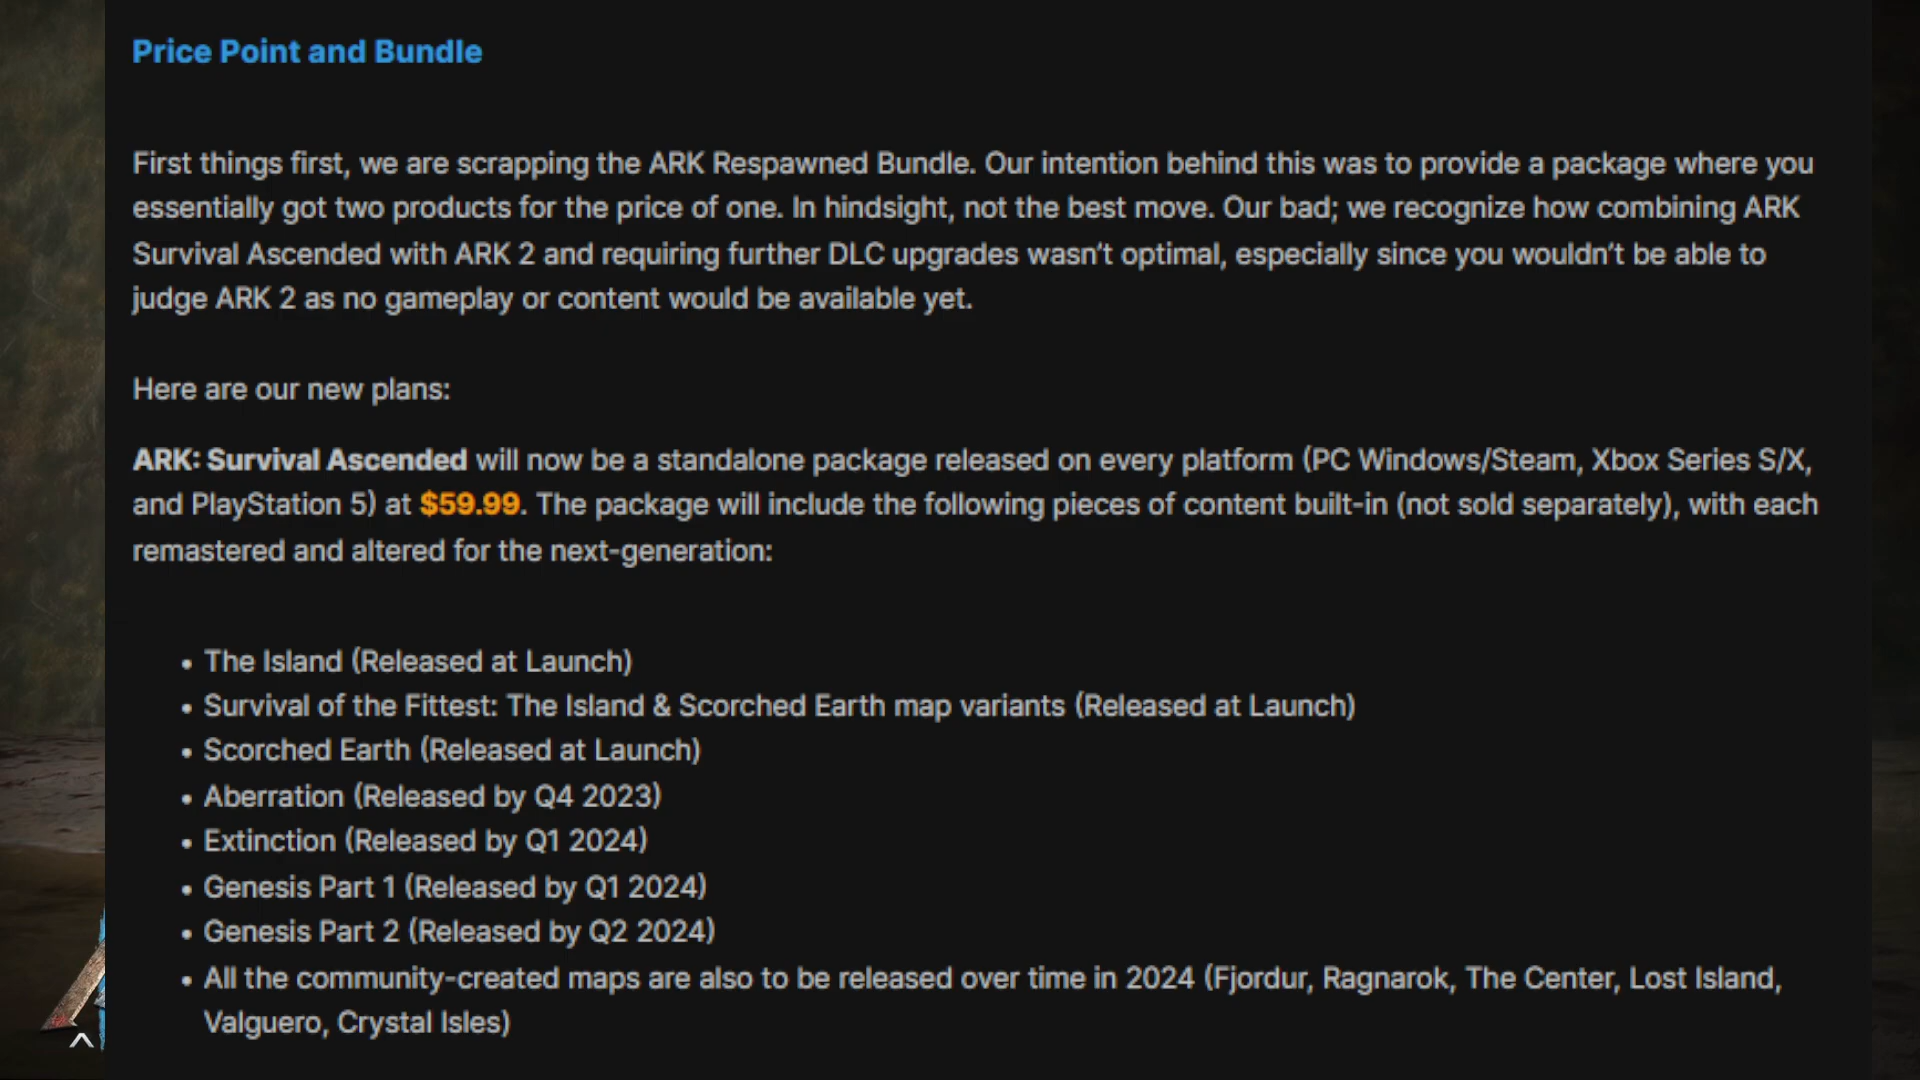 Price Point and Bundle
First things first, we are scrapping the ARK Respawned Bundle. Our intention behind this was to provide a package where you
essentially got two products for the price of one. In hindsight, not the best move. Our bad; we recognize how combining ARK
Survival Ascended with ARK 2 and requiring further DLC upgrades wasn't optimal, especially since you wouldn't be able to
judge ARK 2 as no gameplay or content would be available yet.
Here are our new plans:
ARK: Survival Ascended will now be a standalone package released on every platform (PC Windows/Steam, Xbox Series S/X,
and PlayStation 5) at $59.99. The package will include the following pieces of content built-in (not sold separately), with each
remastered and altered for the next-generation:
• The Island (Released at Launch)
• Survival of the Fittest: The Island & Scorched Earth map variants (Released at Launch)
• Scorched Earth (Released at Launch)
• Aberration (Released by Q4 2023)
• Extinction (Released by Q1 2024)
• Genesis Part 1 (Released by Q1 2024)
• Genesis Part 2 (Released by Q2 2024)
• All the community-created maps are also to be released over time in 2024 (Fjordur, Ragnarok, The Center, Lost Island,
Valguero, Crystal Isles)